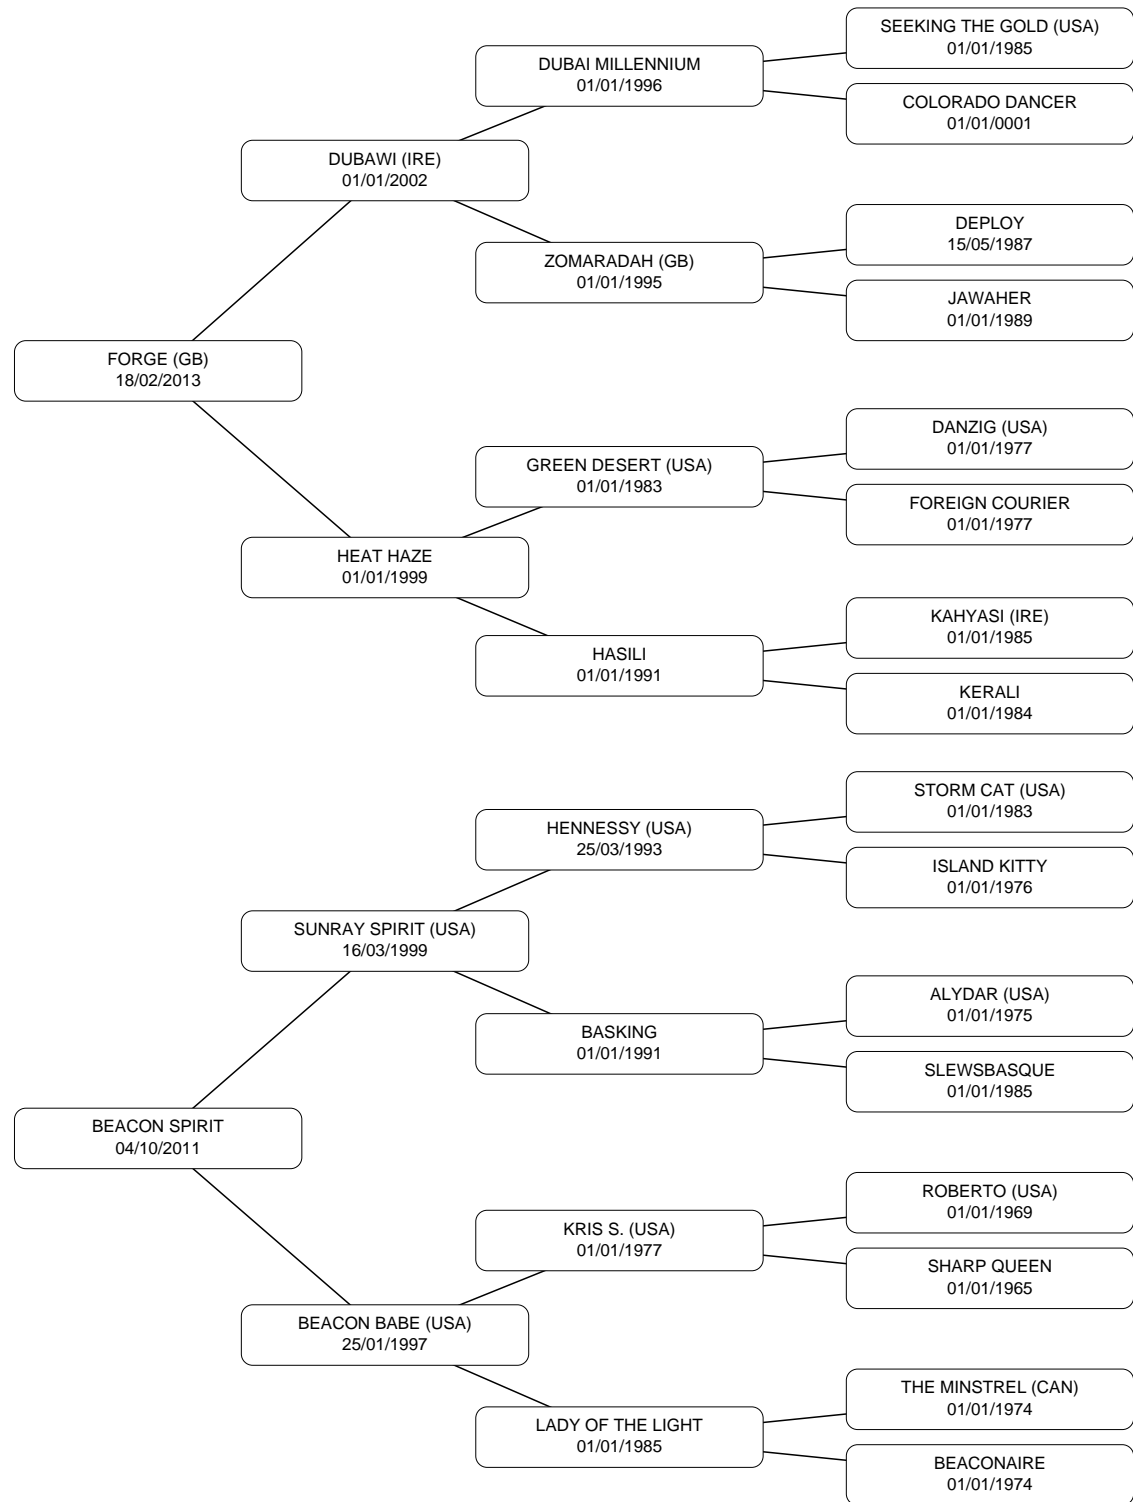 SEEKING THE GOLD (USA)
01/01/1985
DUBAI MILLENNIUM
01/01/1996
COLORADO DANCER
01/01/0001
DUBAWI (IRE)
01/01/2002
DEPLOY
15/05/1987
ZOMARADAH (GB)
01/01/1995
JAWAHER
01/01/1989
FORGE (GB)
18/02/2013
DANZIG (USA)
01/01/1977
GREEN DESERT (USA)
01/01/1983
FOREIGN COURIER
01/01/1977
HEAT HAZE
01/01/1999
KAHYASI (IRE)
01/01/1985
HASILI
01/01/1991
KERALI
01/01/1984
STORM CAT (USA)
01/01/1983
HENNESSY (USA)
25/03/1993
ISLAND KITTY
01/01/1976
SUNRAY SPIRIT (USA)
16/03/1999
ALYDAR (USA)
01/01/1975
BASKING
01/01/1991
SLEWSBASQUE
01/01/1985
BEACON SPIRIT
04/10/2011
ROBERTO (USA)
01/01/1969
KRIS S. (USA)
01/01/1977
SHARP QUEEN
01/01/1965
BEACON BABE (USA)
25/01/1997
THE MINSTREL (CAN)
01/01/1974
LADY OF THE LIGHT
01/01/1985
BEACONAIRE
01/01/1974